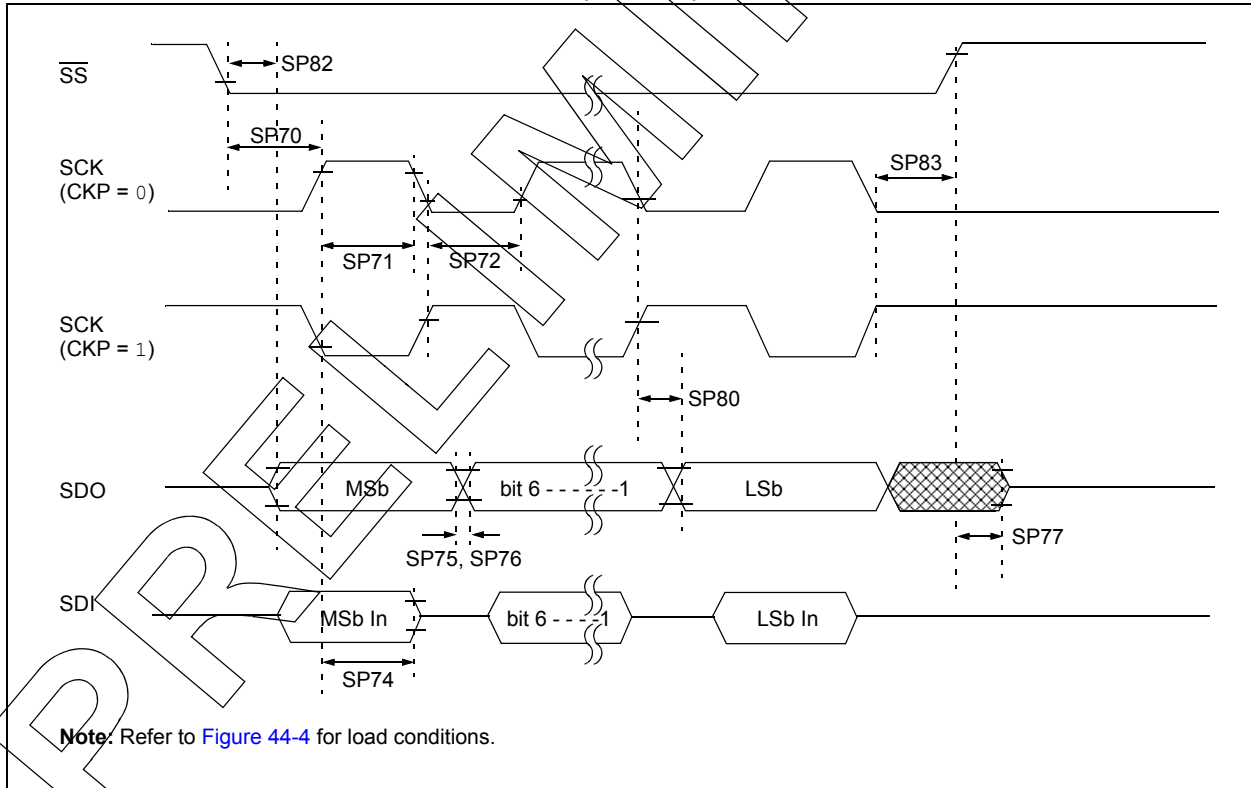 SS
SP82
SP70
SCK
(CKP = 0)
SP83
SP71
SP72
SCK
(CKP = 1)
SP80
SDO
MSb
bit 6 - - - - - -1
LSb
SP75, SP76
SP77
SDI
MSb In
bit 6 - - - -1
LSb In
SP74
Note: Refer to Figure 44-4 for load conditions.
PRELIMIN